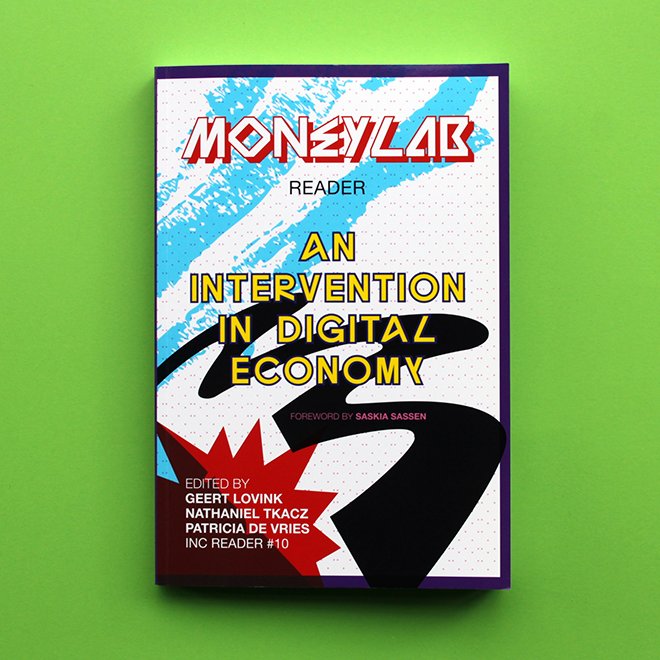 MONEYLAB
READER
AN
INTERVENTION
IN DIGITAL
ECONOMY
FOREWORD BY SASKIA SASSEN
EDITED BY
GEERT LOVINK
NATHANIEL TKACZ
PATRICIA DE VRIES
INC READER #10